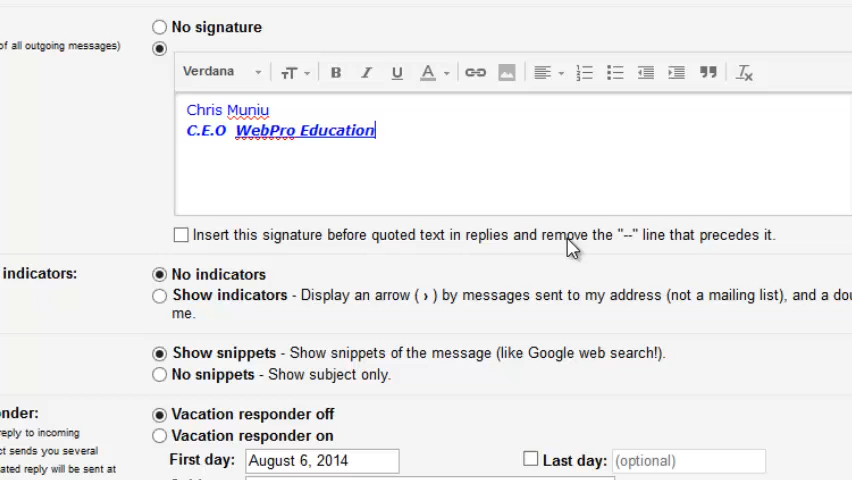 No signature
of all outgoing messages)
Verdana
Chris Muniu
C.E.O WebPro Education
Insert this signature before quoted text in replies and remove the "--" line that precedes it.
indicators:
No indicators
Show indicators - Display an arrow ( › ) by messages sent to my address (not a mailing list), and a dou
me.
Show snippets - Show snippets of the message (like Google web search!).
No snippets - Show subject only.
onder:
Vacation responder off
reply to incoming
Vacation responder on
ct sends you several
First day: August 6, 2014 Last day: (optional)
ated reply will be sent at